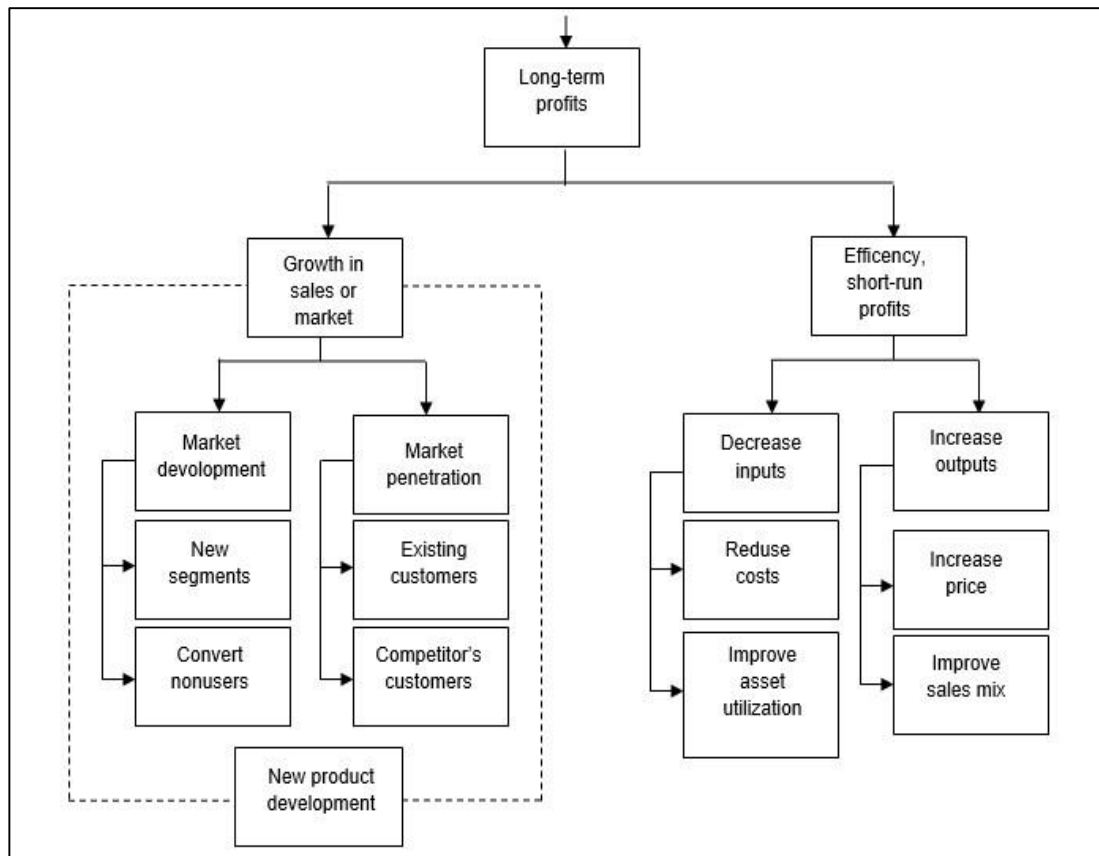 Long-term
profits
Growth in
sales or
market
Efficency,
short-run
profits
Market
devolopment
Market
penetration
Decrease
inputs
Increase
outputs
New
segments
Existing
customers
Reduse
costs
Increase
price
Convert
nonusers
Competitor’s
customers
Improve
asset
utilization
Improve
sales mix
New product
development